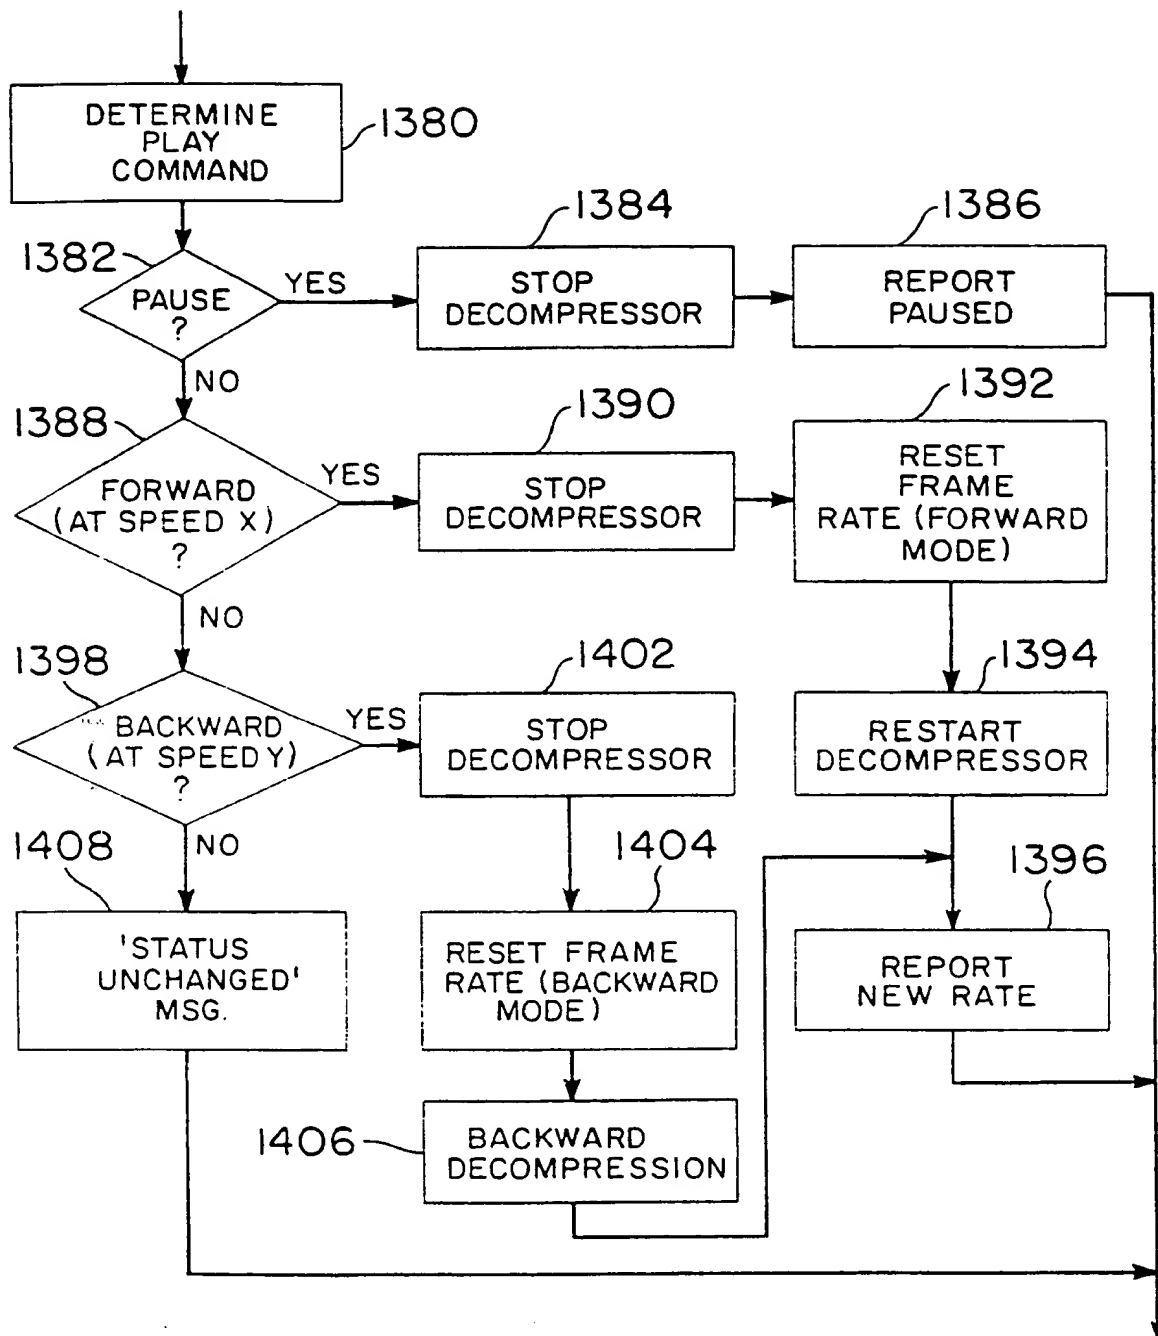 DETERMINE
PLAY
COMMAND
1380
1382
PAUSE
?
YES
NO
1384
STOP
DECOMPRESSOR
1386
REPORT
PAUSED
1388
FORWARD
(AT SPEED X)
?
YES
NO
1390
STOP
DECOMPRESSOR
1392
RESET
FRAME
RATE (FORWARD
MODE)
1394
RESTART
DECOMPRESSOR
1398
BACKWARD
(AT SPEED Y)
?
YES
NO
1402
STOP
DECOMPRESSOR
1404
RESET FRAME
RATE (BACKWARD
MODE)
1396
REPORT
NEW RATE
1408
'STATUS
UNCHANGED'
MSG.
1406
BACKWARD
DECOMPRESSION